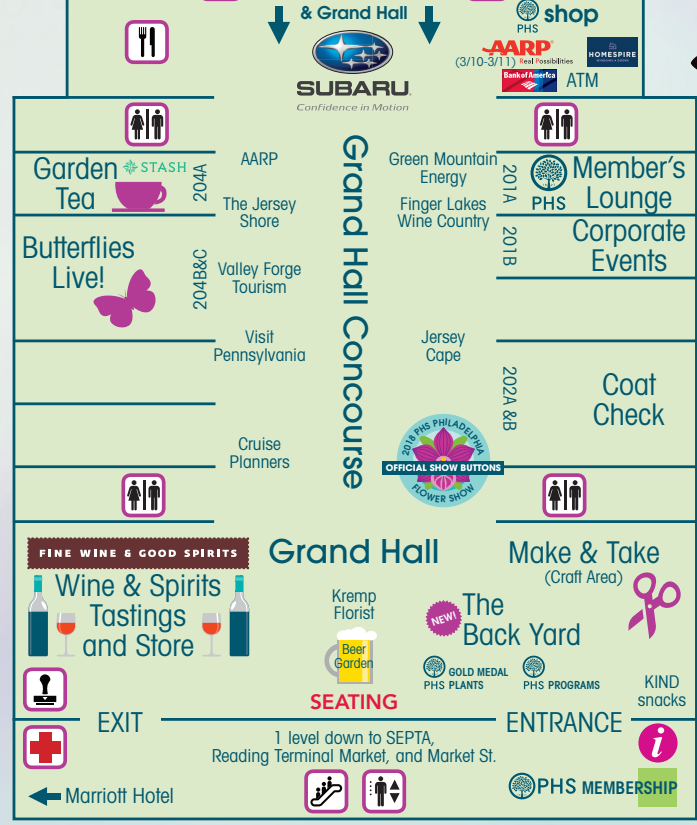 & Grand Hall
PHS shop
SUBARU
Confidence in Motion
AARP
(3/10-3/11) Real Possibilities
HOMESPIRE
WINDOWS & DOORS
Bank of America
ATM
Garden
Tea
STASH
204A
AARP
The Jersey
Shore
Butterflies
Live!
204B&C
Valley Forge
Tourism
Visit
Pennsylvania
Cruise
Planners
Grand Hall Concourse
Green Mountain
Energy
Finger Lakes
Wine Country
201A
PHS
Member's
Lounge
201B
Corporate
Events
Jersey
Cape
202A &B
Coat
Check
2018 PHS PHILADELPHIA
OFFICIAL SHOW BUTTONS
FLOWER SHOW
FINE WINE & GOOD SPIRITS
Wine & Spirits
Tastings
and Store
Grand Hall
Kremp
Florist
Beer
Garden
SEATING
Make & Take
(Craft Area)
NEW!
The
Back Yard
PHS GOLD MEDAL
PLANTS
PHS PROGRAMS
KIND
snacks
EXIT
ENTRANCE
1 level down to SEPTA,
Reading Terminal Market, and Market St.
i
Marriott Hotel
PHS MEMBERSHIP